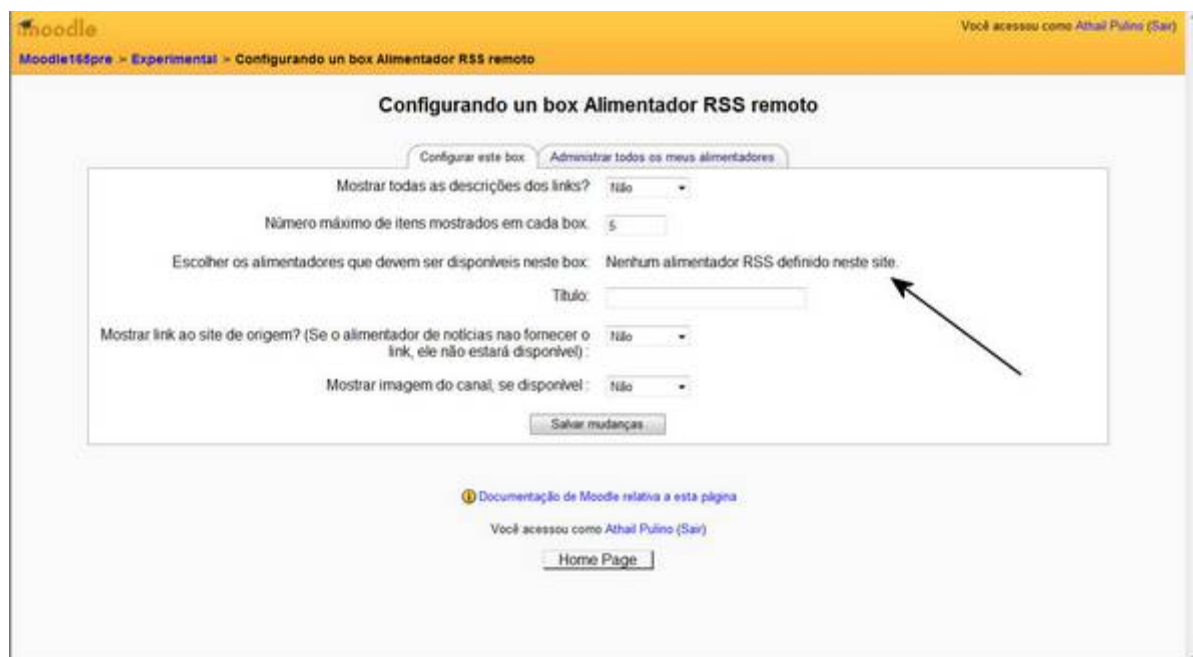 moodle
Você acessou como Athail Pulino (Sair)
Moodle165pre » Experimental » Configurando un box Alimentador RSS remoto
Configurando un box Alimentador RSS remoto
Configurar este box
Administrar todos os meus alimentadores
Mostrar todas as descrições dos links? Não
Número máximo de itens mostrados em cada box. 5
Escolher os alimentadores que devem ser disponíveis neste box: Nenhum alimentador RSS definido neste site.
Título:
Mostrar link ao site de origem? (Se o alimentador de notícias nao fornecer o Não
link, ele não estará disponível) :
Mostrar imagem do canal, se disponível : Não
Salvar mudanças
Documentação de Moodle relativa a esta página
Você acessou como Athail Pulino (Sair)
Home Page